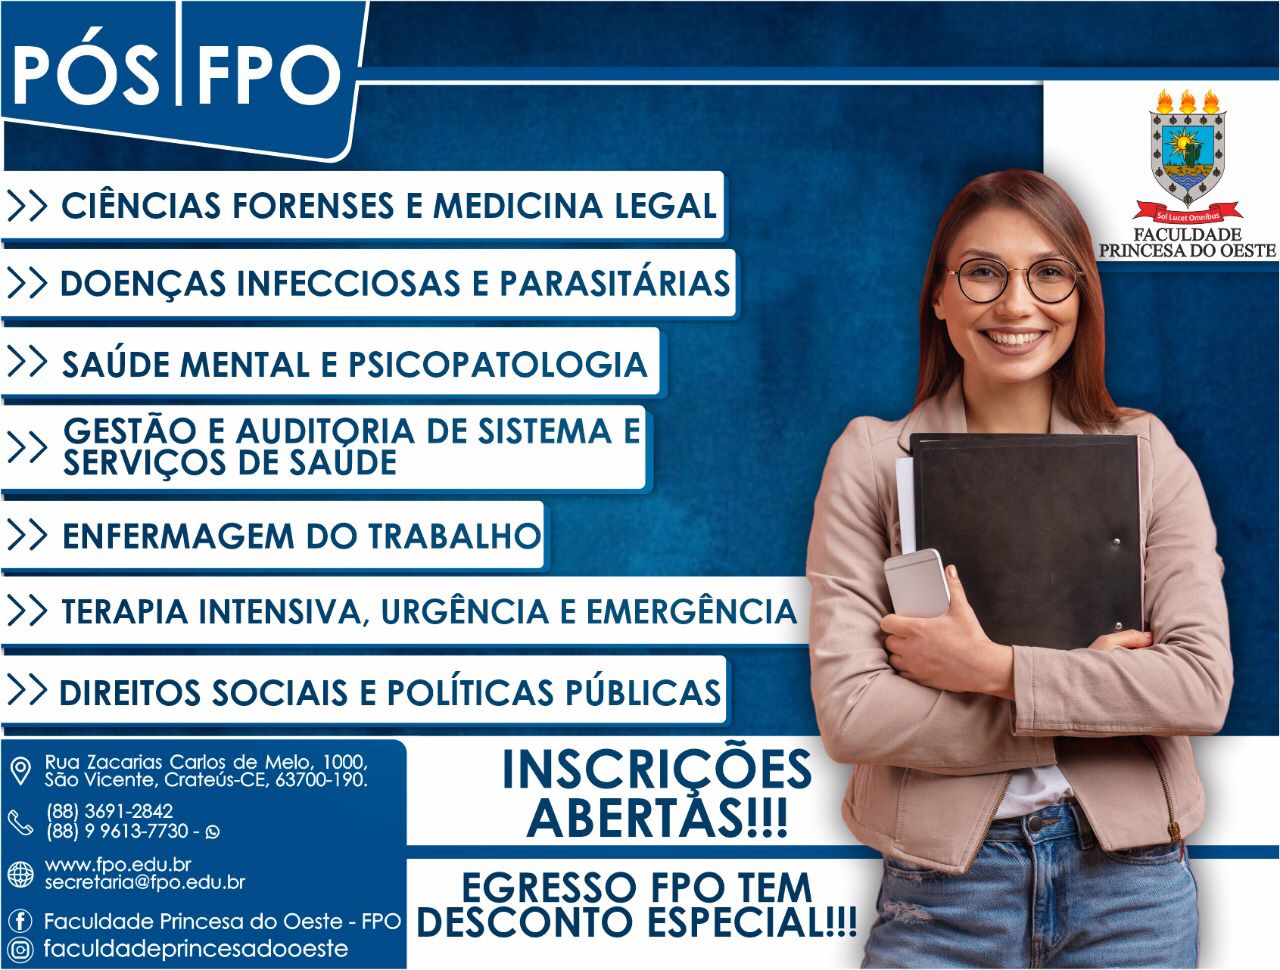 PÓS|FPO
Sol Lucet Omnibus
FACULDADE
PRINCESA DO OESTE
>> CIÊNCIAS FORENSES E MEDICINA LEGAL
>> DOENÇAS INFECCIOSAS E PARASITÁRIAS
>> SAÚDE MENTAL E PSICOPATOLOGIA
>> GESTÃO E AUDITORIA DE SISTEMA E
SERVIÇOS DE SAÚDE
>> ENFERMAGEM DO TRABALHO
>> TERAPIA INTENSIVA, URGÊNCIA E EMERGÊNCIA
>> DIREITOS SOCIAIS E POLÍTICAS PÚBLICAS
Rua Zacarias Carlos de Melo, 1000,
São Vicente, Crateús-CE, 63700-190.
(88) 3691-2842
(88) 9 9613-7730 -
www.fpo.edu.br
secretaria@fpo.edu.br
Faculdade Princesa do Oeste - FPO
faculdadeprincesadooeste
INSCRIÇÕES
ABERTAS!!!
EGRESSO FPO TEM
DESCONTO ESPECIAL!!!